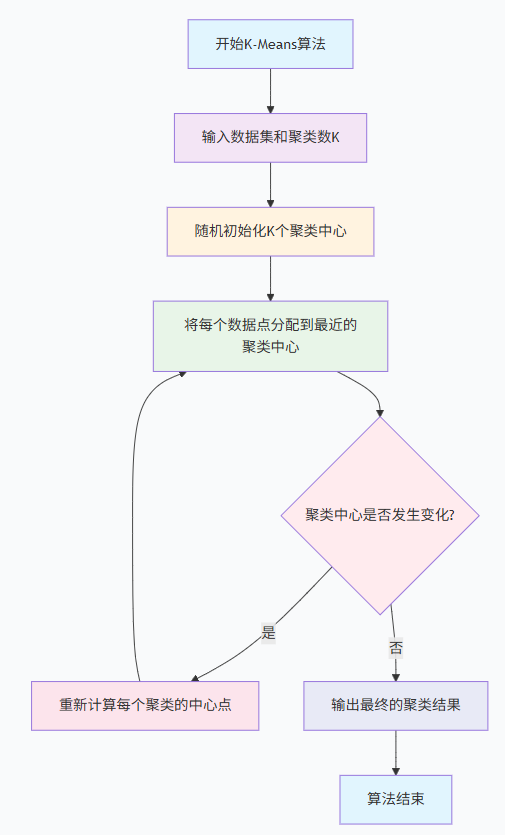 开始K-Means算法
输入数据集和聚类数K
随机初始化K个聚类中心
将每个数据点分配到最近的
聚类中心
聚类中心是否发生变化?
是
否
重新计算每个聚类的中心点
输出最终的聚类结果
算法结束